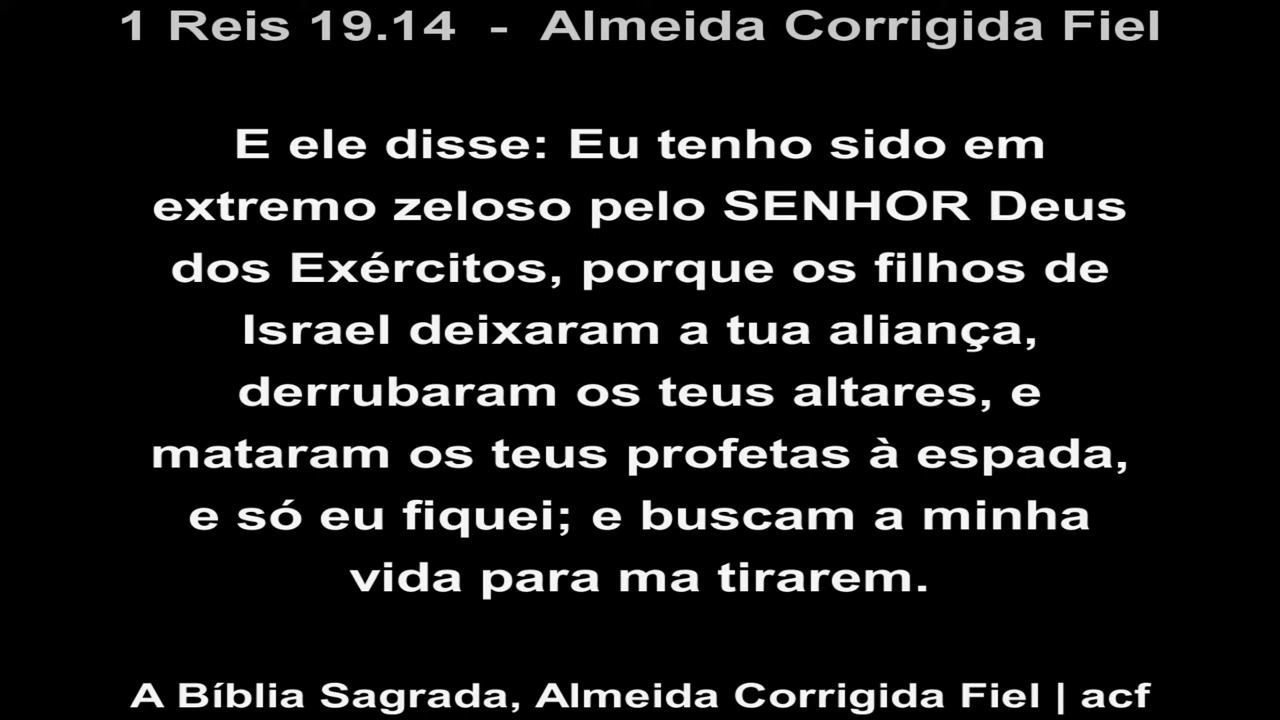 1 Reis 19.14 - Almeida Corrigida Fiel
E ele disse: Eu tenho sido em
extremo zeloso pelo SENHOR Deus
dos Exércitos, porque os filhos de
Israel deixaram a tua aliança,
derrubaram os teus altares, e
mataram os teus profetas à espada,
e só eu fiquei; e buscam a minha
vida para ma tirarem.
A Bíblia Sagrada, Almeida Corrigida Fiel | acf